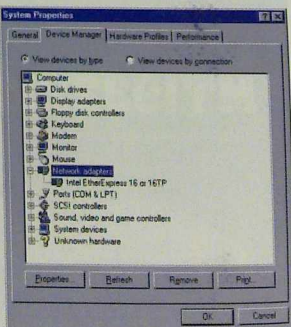 System Properties
General Device Manager Hardware Profiles Performance
View devices by type View devices by connection
Computer
Disk drives
Display adapters
Floppy disk controllers
Keyboard
Modem
Monitor
Mouse
Network adapters
Intel EtherExpress 16 or 16TP
Ports (COM & LPT)
SCSI controllers
Sound, video and game controllers
System devices
Unknown hardware
Properties... Refresh Remove Print...
OK Cancel